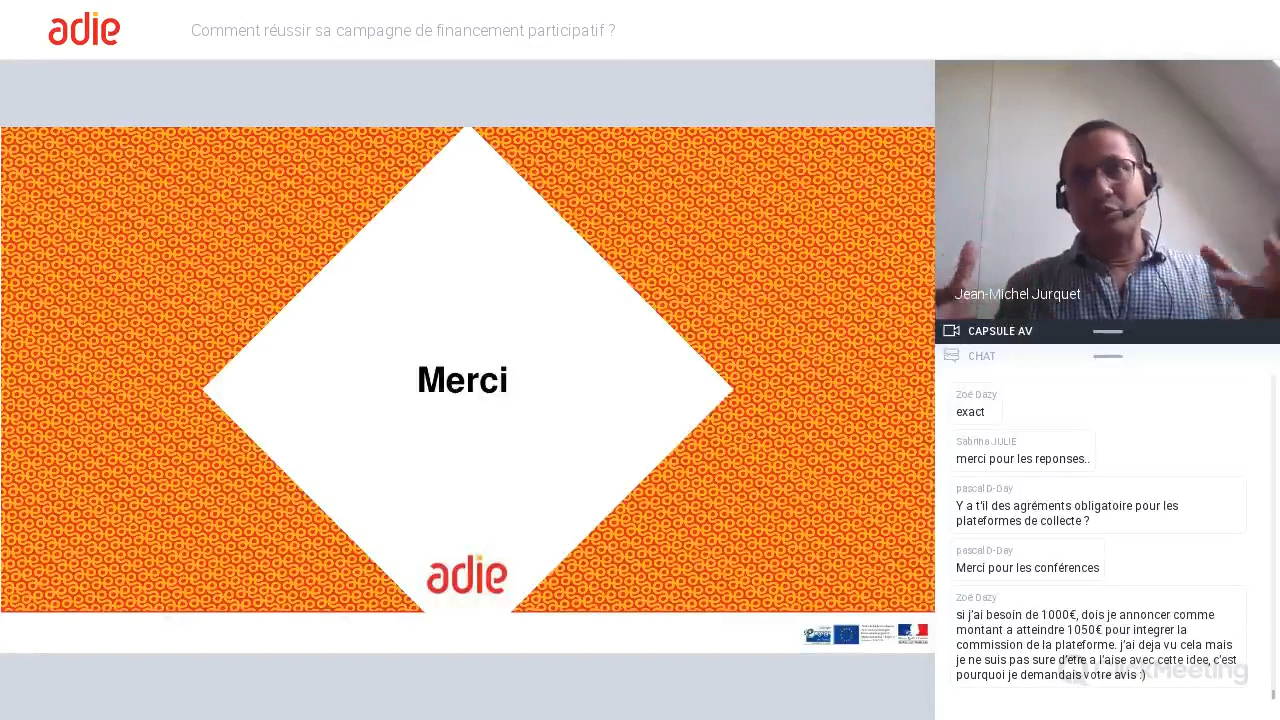 adie
Comment réussir sa campagne de financement participatif ?
Jean-Michel Jurquet
CAPSULE AV
CHAT
Merci
adie
Zoé Dazy
exact
Sabrina JULIE
merci pour les reponses..
pascal D-Day
Y a t'il des agréments obligatoire pour les
plateformes de collecte ?
pascal D-Day
Merci pour les conférences
Zoé Dazy
si j'ai besoin de 1000€, dois je annoncer comme
montant a atteindre 1050€ pour integrer la
commission de la plateforme. j'ai deja vu cela mais
je ne suis pas sure d'etre a l'aise avec cette idee, c'est
pourquoi je demandais votre avis :)
ClickMeeting